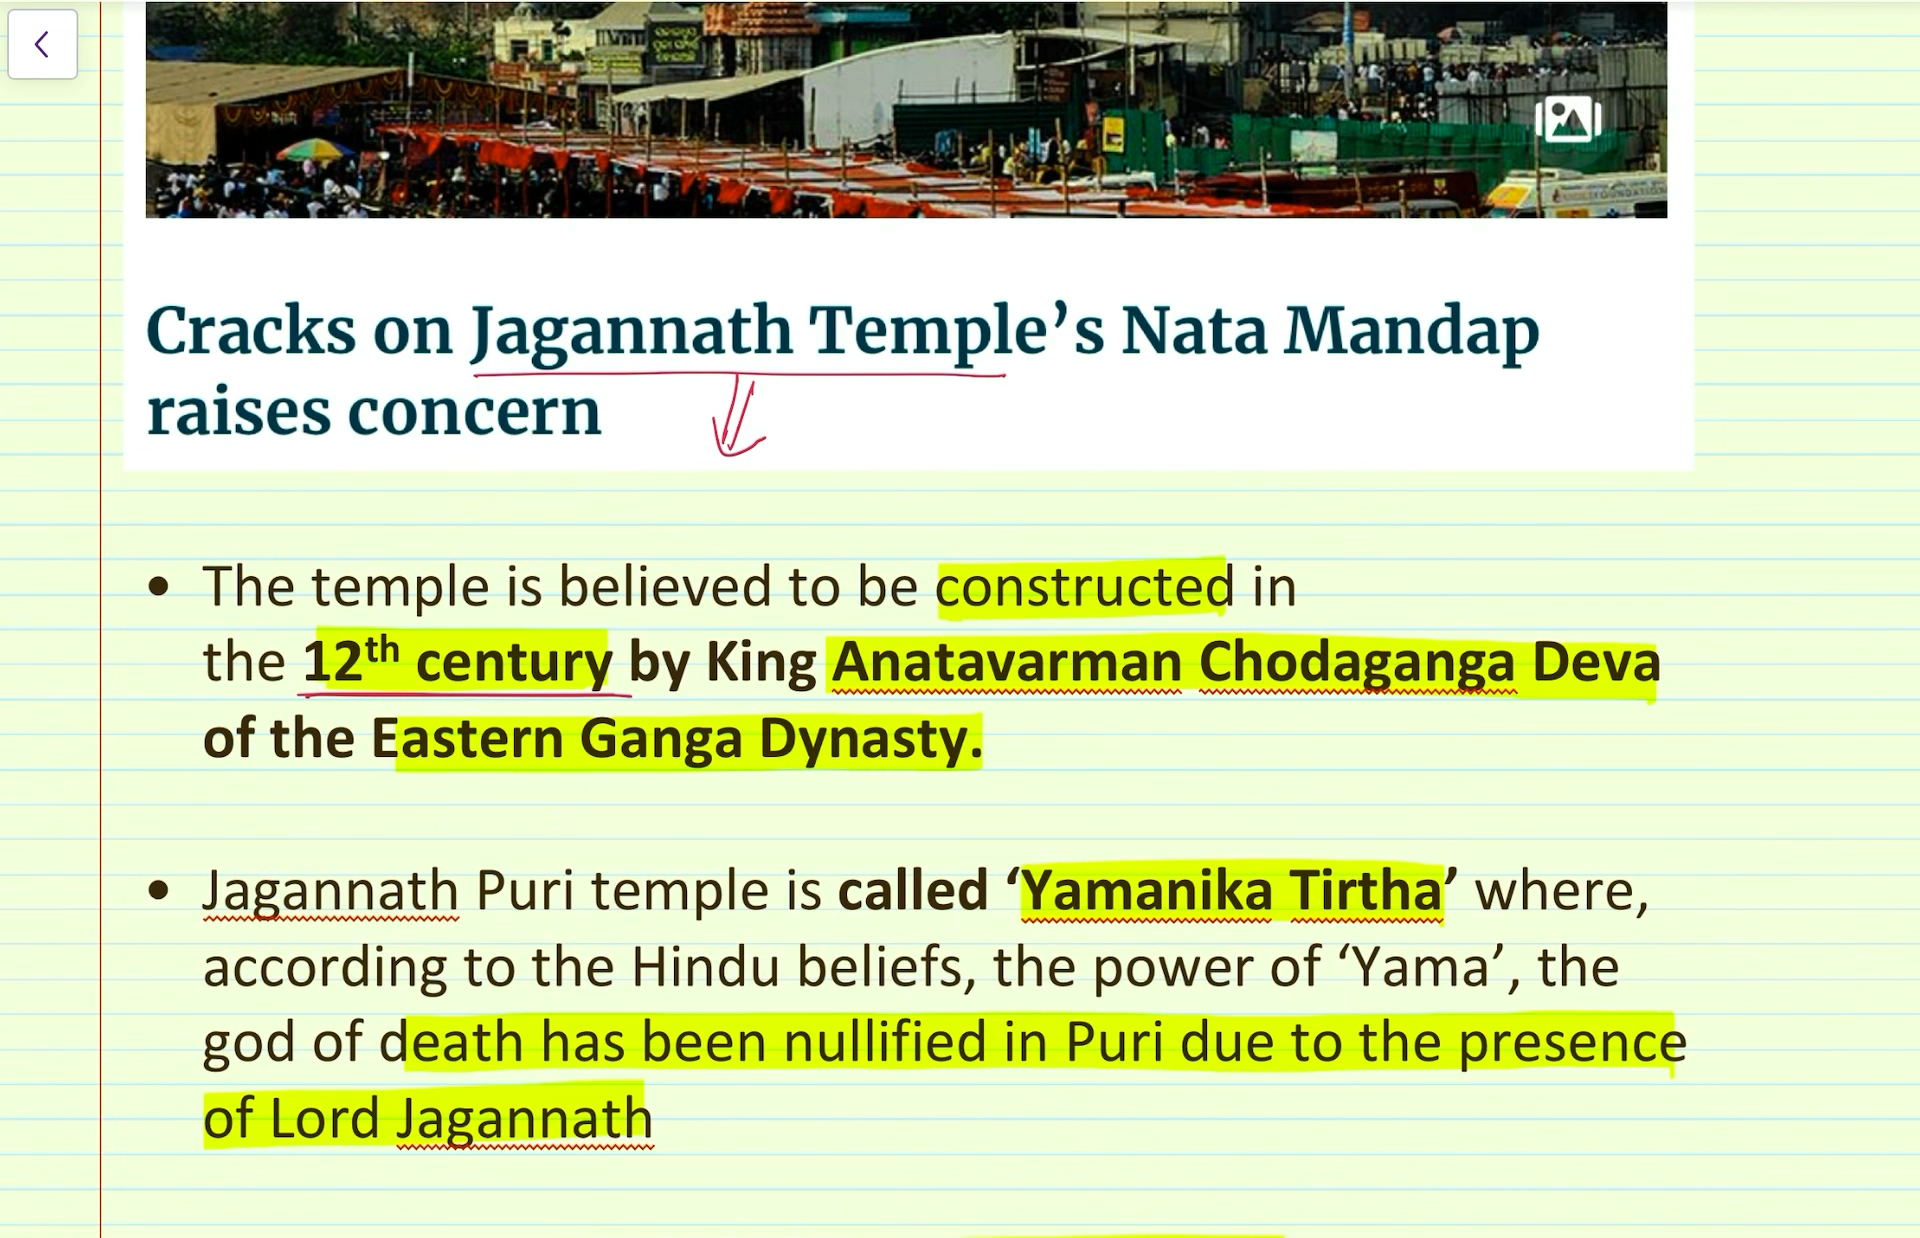 Cracks on Jagannath Temple’s Nata Mandap
raises concern
• The temple is believed to be constructed in
the 12th century by King Anatavarman Chodaganga Deva
of the Eastern Ganga Dynasty.
• Jagannath Puri temple is called ‘Yamanika Tirtha’ where,
according to the Hindu beliefs, the power of ‘Yama’, the
god of death has been nullified in Puri due to the presence
of Lord Jagannath